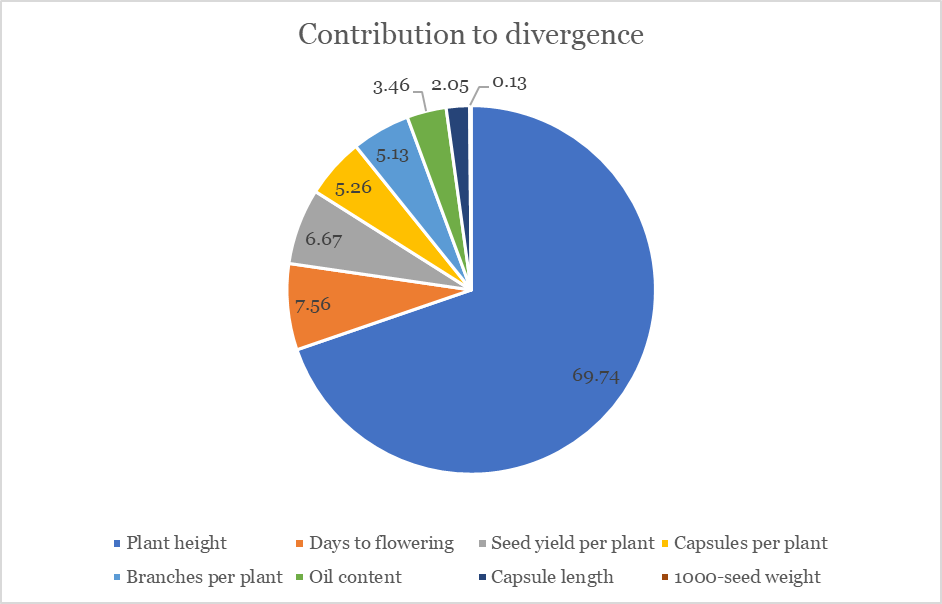 Contribution to divergence
3.46 2.05 0.13
5.13
5.26
6.67
7.56
69.74
Plant height Days to flowering Seed yield per plant Capsules per plant
Branches per plant Oil content Capsule length 1000-seed weight